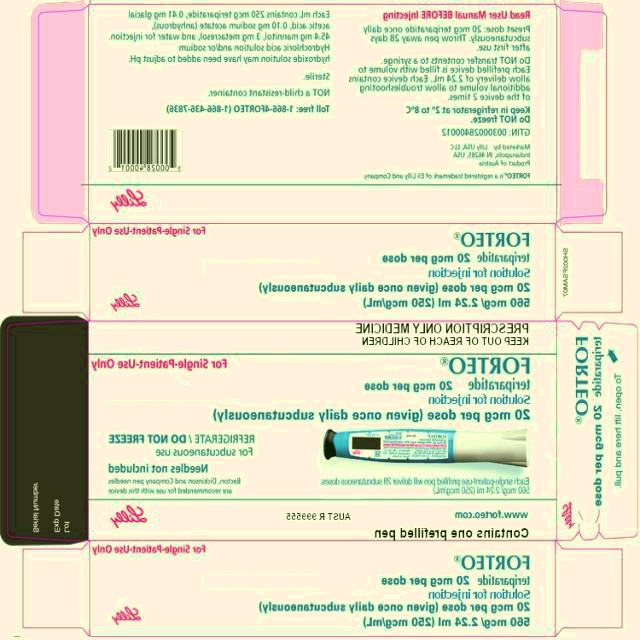 Read User Manual BEFORE Injecting
Preset dose: 20 mcg teriparatide once daily
subcutaneously. Throw pen away 28 days
after first use.
DO NOT transfer contents to a syringe.
Each prefilled device is filled with volume to
allow delivery of 2.24 mL. Each device contains
additional volume to allow troubleshooting
of the device 2 times.
Keep in refrigerator at 2° to 8°C
Do NOT freeze.
GTIN: 00300028400012
Marketed by: Lilly USA, LLC
Indianapolis, IN 46285, USA
Product of Austria
FORTEO® is a registered trademark of Eli Lilly and Company
Each mL contains 250 mcg teriparatide, 0.41 mg glacial
acetic acid, 0.10 mg sodium acetate (anhydrous),
45.4 mg mannitol, 3 mg metacresol, and water for injection.
Hydrochloric acid solution and/or sodium
hydroxide solution may have been added to adjust pH.
Sterile.
NOT a child-resistant container.
Toll free: 1-866-4FORTEO (1-866-436-7836)
Lilly
FORTEO®
For Single-Patient-Use Only
teriparatide 20 mcg per dose
Solution for injection
20 mcg per dose (given once daily subcutaneously)
560 mcg/2.24 ml (250 mcg/mL)
Lilly
PRESCRIPTION ONLY MEDICINE
KEEP OUT OF REACH OF CHILDREN
FORTEO®
For Single-Patient-Use Only
teriparatide 20 mcg per dose
Solution for injection
20 mcg per dose (given once daily subcutaneously)
REFRIGERATE / DO NOT FREEZE
For subcutaneous use
Needles not included
Becton, Dickinson and Company pen needles
are recommended for use with this device
Each single-patient-use prefilled pen will deliver 28 subcutaneous doses
560 mcg/ 2.24 ml (250 mcg/mL)
www.forteo.com
AUST R 999555
Lilly
Contains one prefilled pen
FORTEO®
For Single-Patient-Use Only
teriparatide 20 mcg per dose
Solution for injection
20 mcg per dose (given once daily subcutaneously)
560 mcg/ 2.24 ml (250 mcg/mL)
Lilly
To open, lift here and pull.
FORTEO®
teriparatide 20 mcg per dose
Lilly
Lot
Exp Date
Serial Number